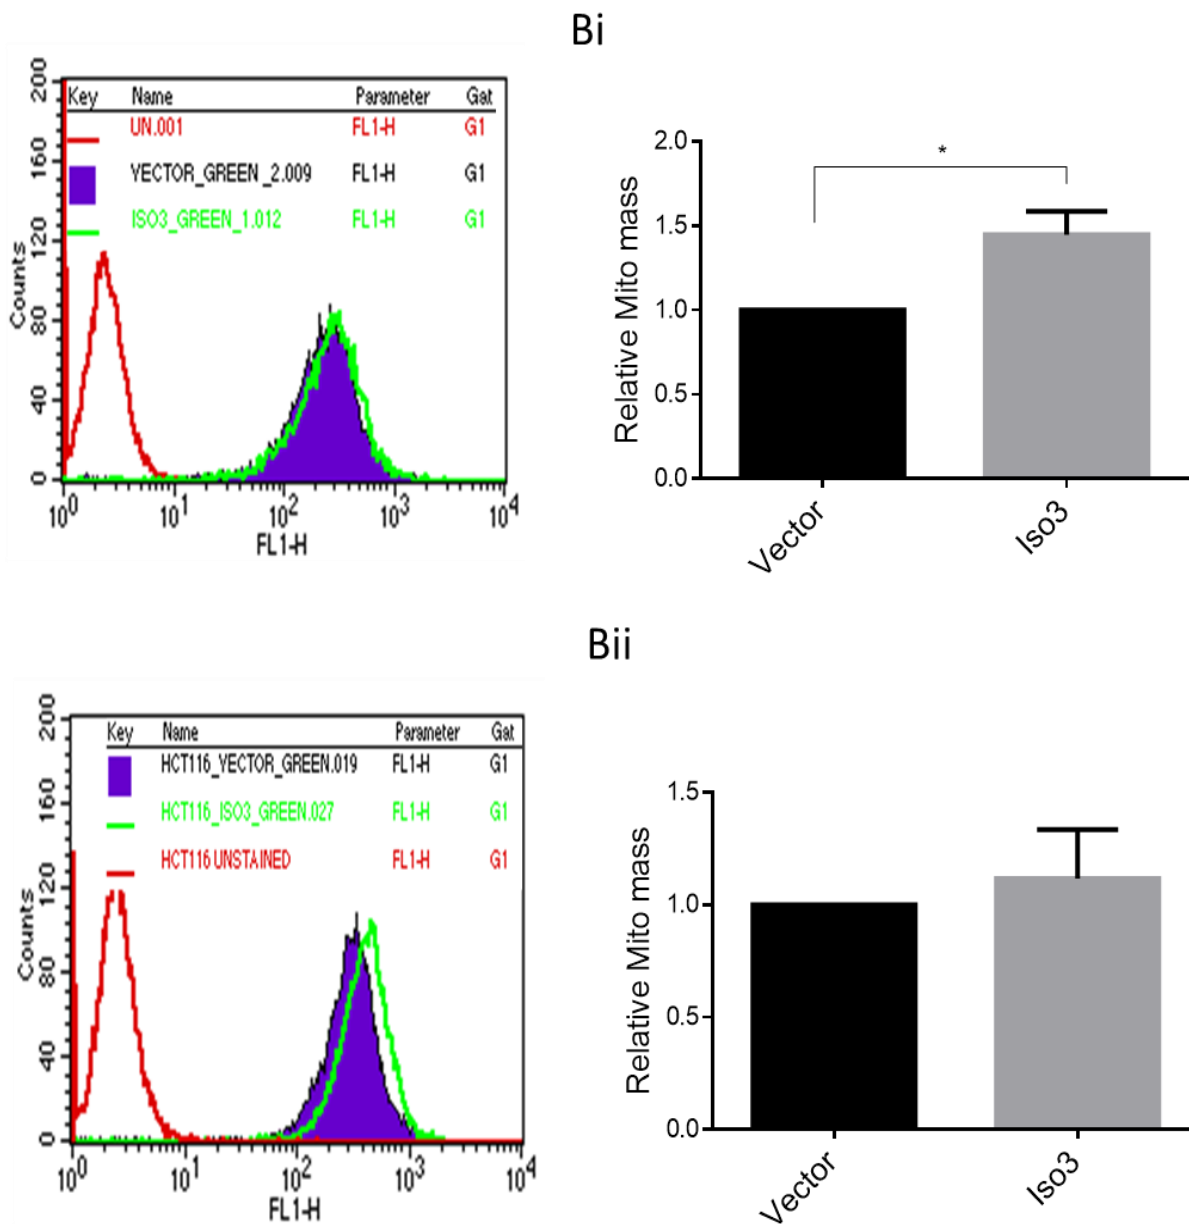 Bi
Key Name Parameter Gat
UN.001 FL1-H G1
VECTOR_GREEN _2.009 FL1-H G1
ISO3_GREEN_1.012 FL1-H G1
Counts
200
160
120
80
40
0
10^0 10^1 10^2 10^3 10^4
FL1-H
Relative Mito mass
2.0
1.5
1.0
0.5
0.0
*
Vector Iso3
Bii
Key Name Parameter Gat
HCT116_VECTOR_GREEN.019 FL1-H G1
HCT116_ISO3_GREEN.027 FL1-H G1
HCT116 UNSTAINED FL1-H G1
Counts
200
160
120
80
40
0
10^0 10^1 10^2 10^3 10^4
FL1-H
Relative Mito mass
1.5
1.0
0.5
0.0
Vector Iso3